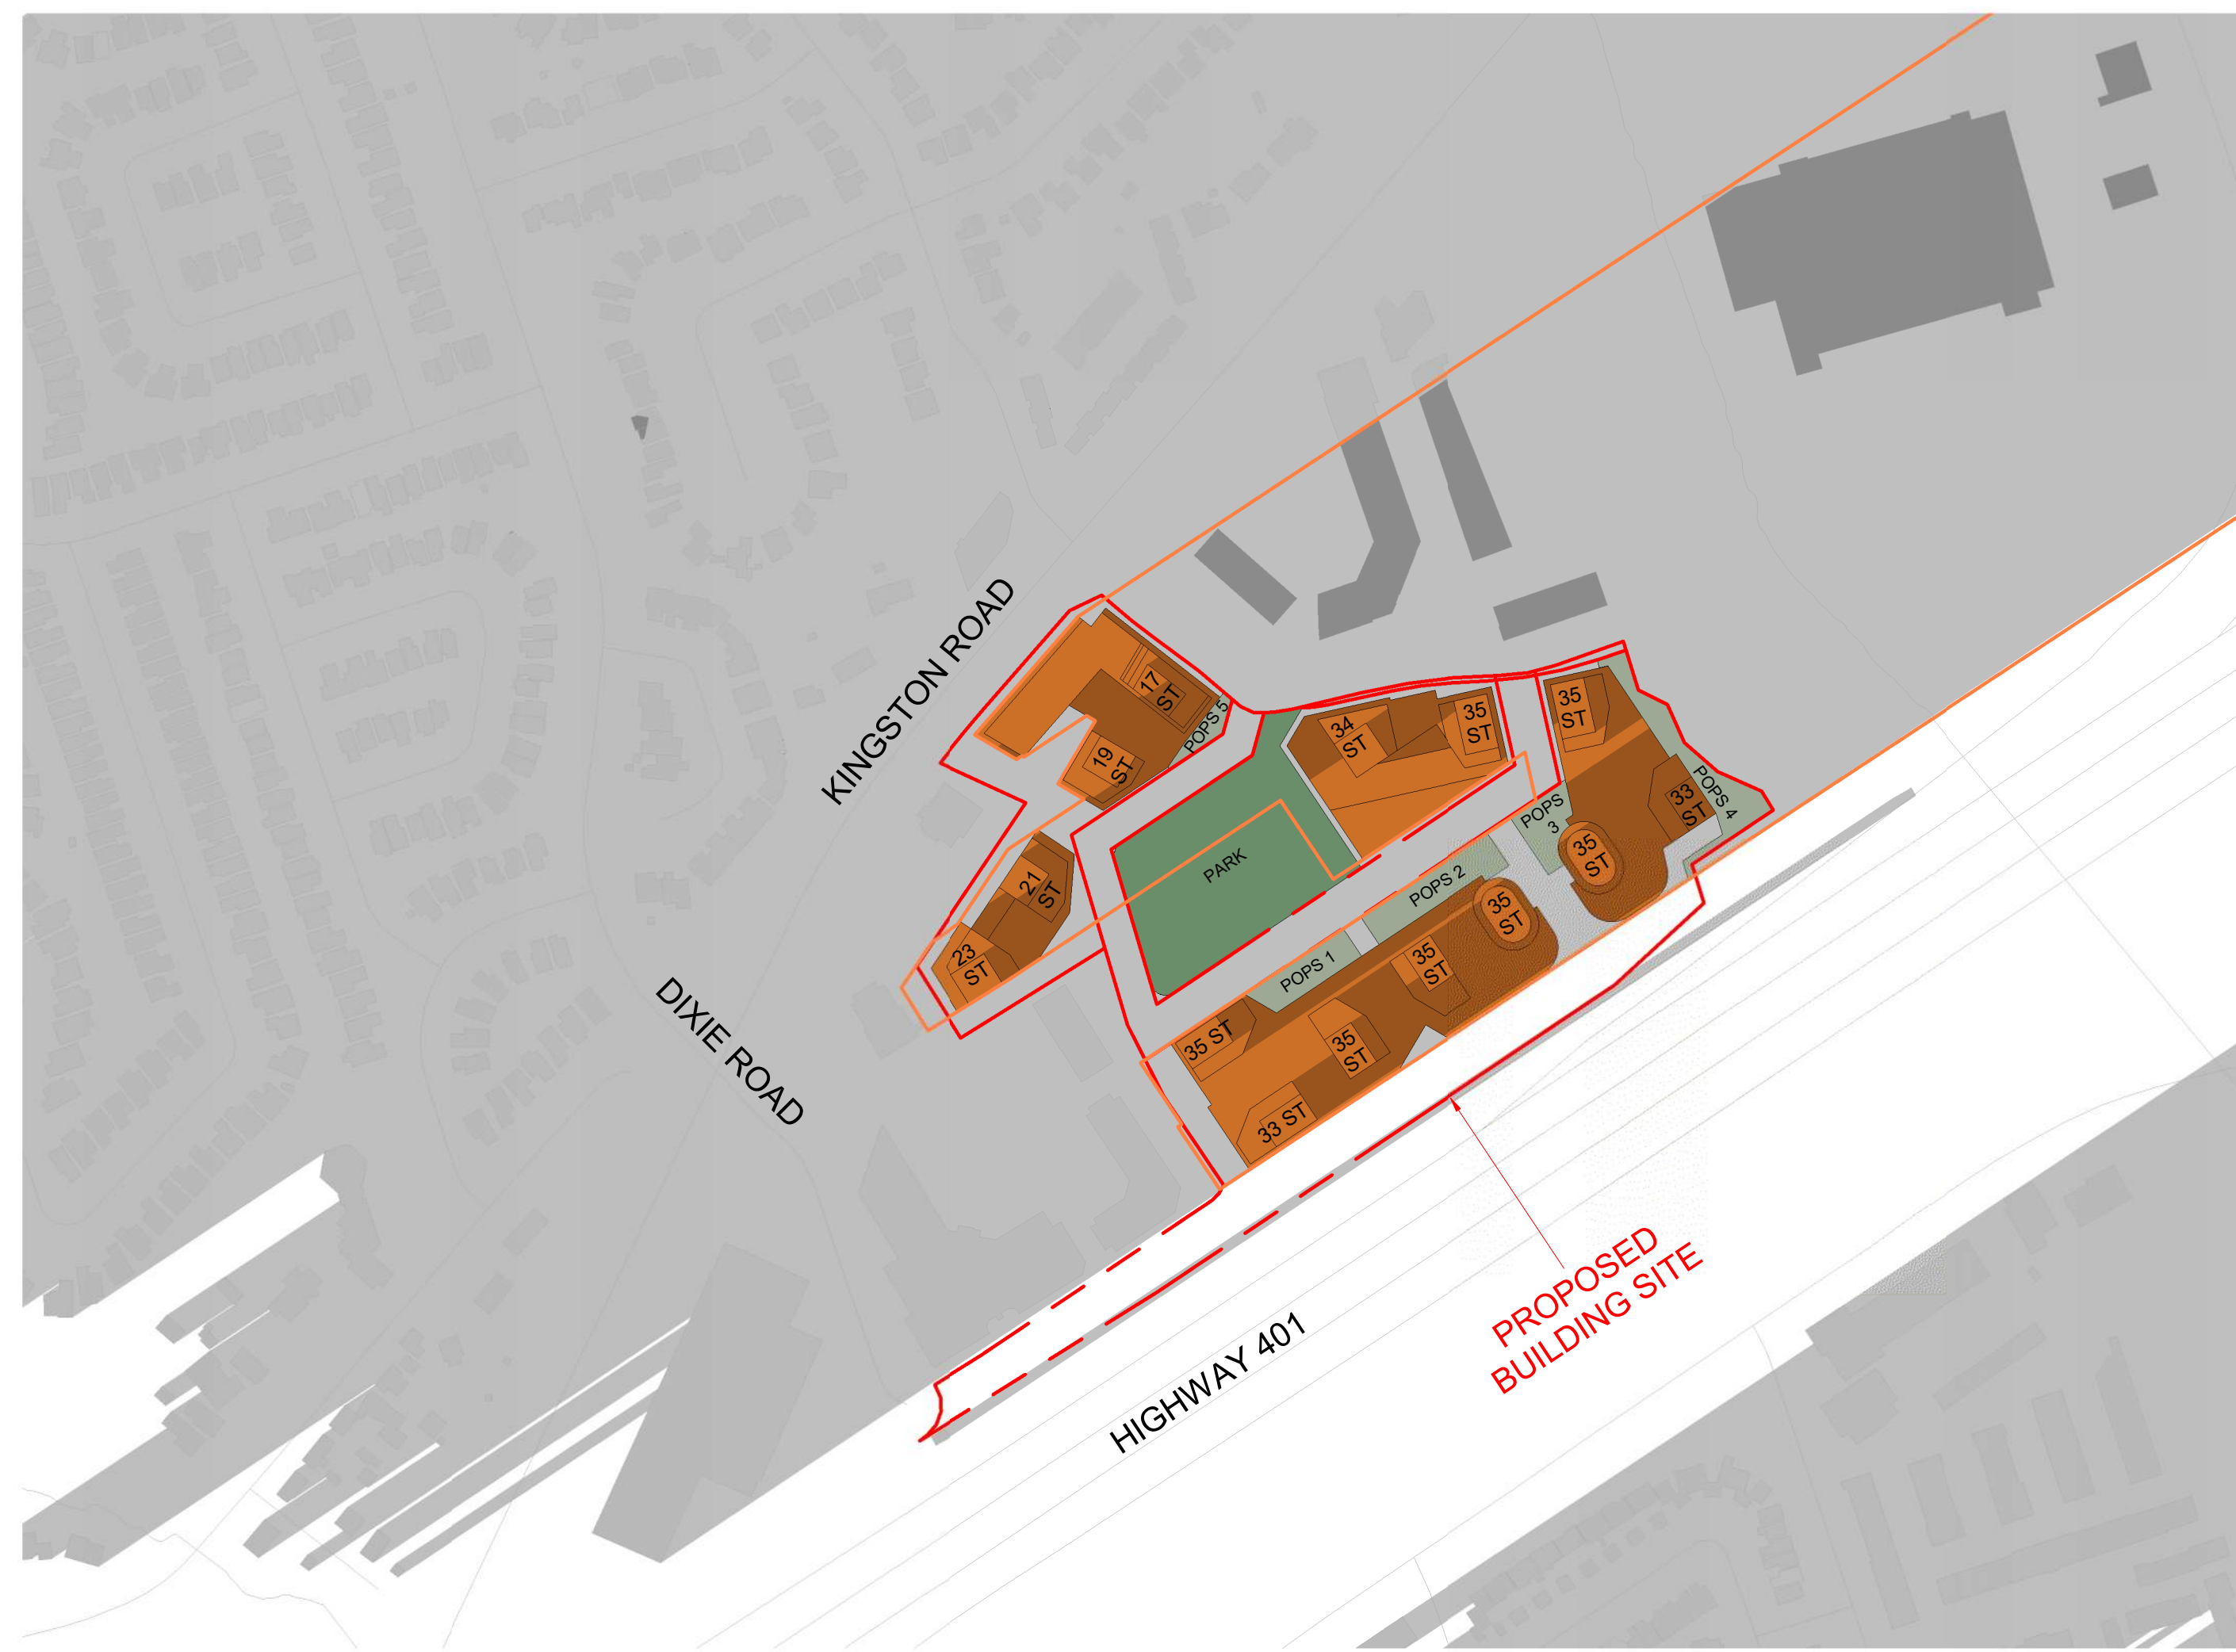 KINGSTON ROAD
17
ST
POPS 5
19
ST
34
ST
35
ST
35
ST
POPS 4
33
ST
POPS
3
35
ST
PARK
POPS 2
21
ST
35
ST
23
ST
35
ST
POPS 1
DIXIE ROAD
35 ST
35
ST
33 ST
PROPOSED
BUILDING SITE
HIGHWAY 401